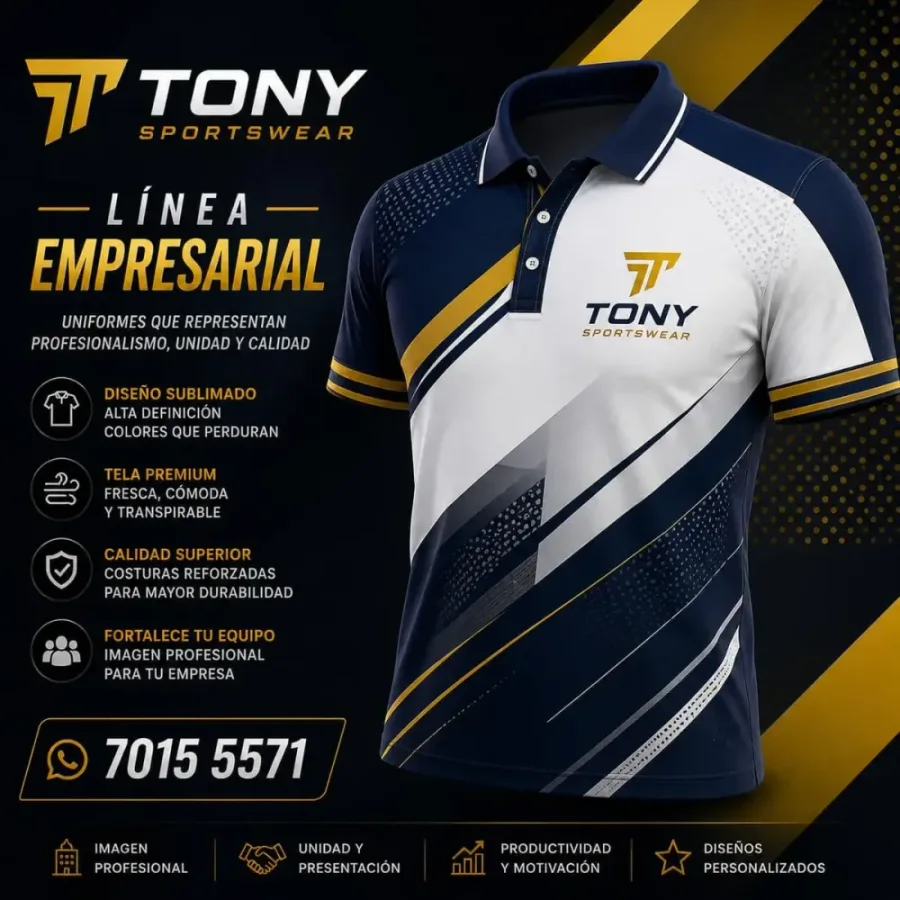 TONY
SPORTSWEAR
LÍNEA
EMPRESARIAL
UNIFORMES QUE REPRESENTAN
PROFESIONALISMO, UNIDAD Y CALIDAD
DISEÑO SUBLIMADO
ALTA DEFINICIÓN
COLORES QUE PERDURAN
TELA PREMIUM
FRESCA, CÓMODA
Y TRANSPIRABLE
CALIDAD SUPERIOR
COSTURAS REFORZADAS
PARA MAYOR DURABILIDAD
FORTALECE TU EQUIPO
IMAGEN PROFESIONAL
PARA TU EMPRESA
7015 5571
TONY
SPORTSWEAR
IMAGEN
PROFESIONAL
UNIDAD Y
PRESENTACIÓN
PRODUCTIVIDAD
Y MOTIVACIÓN
DISEÑOS
PERSONALIZADOS